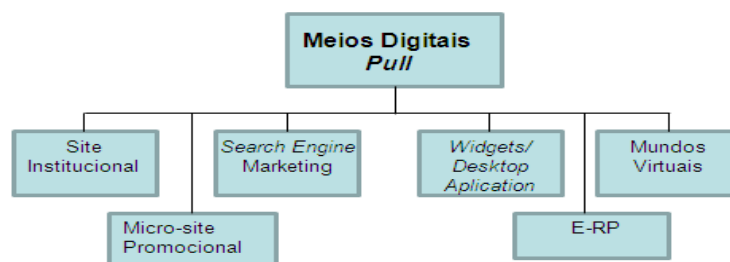 Meios Digitais
Pull
Site
Institucional
Search Engine
Marketing
Widgets/
Desktop
Aplication
Mundos
Virtuais
Micro-site
Promocional
E-RP